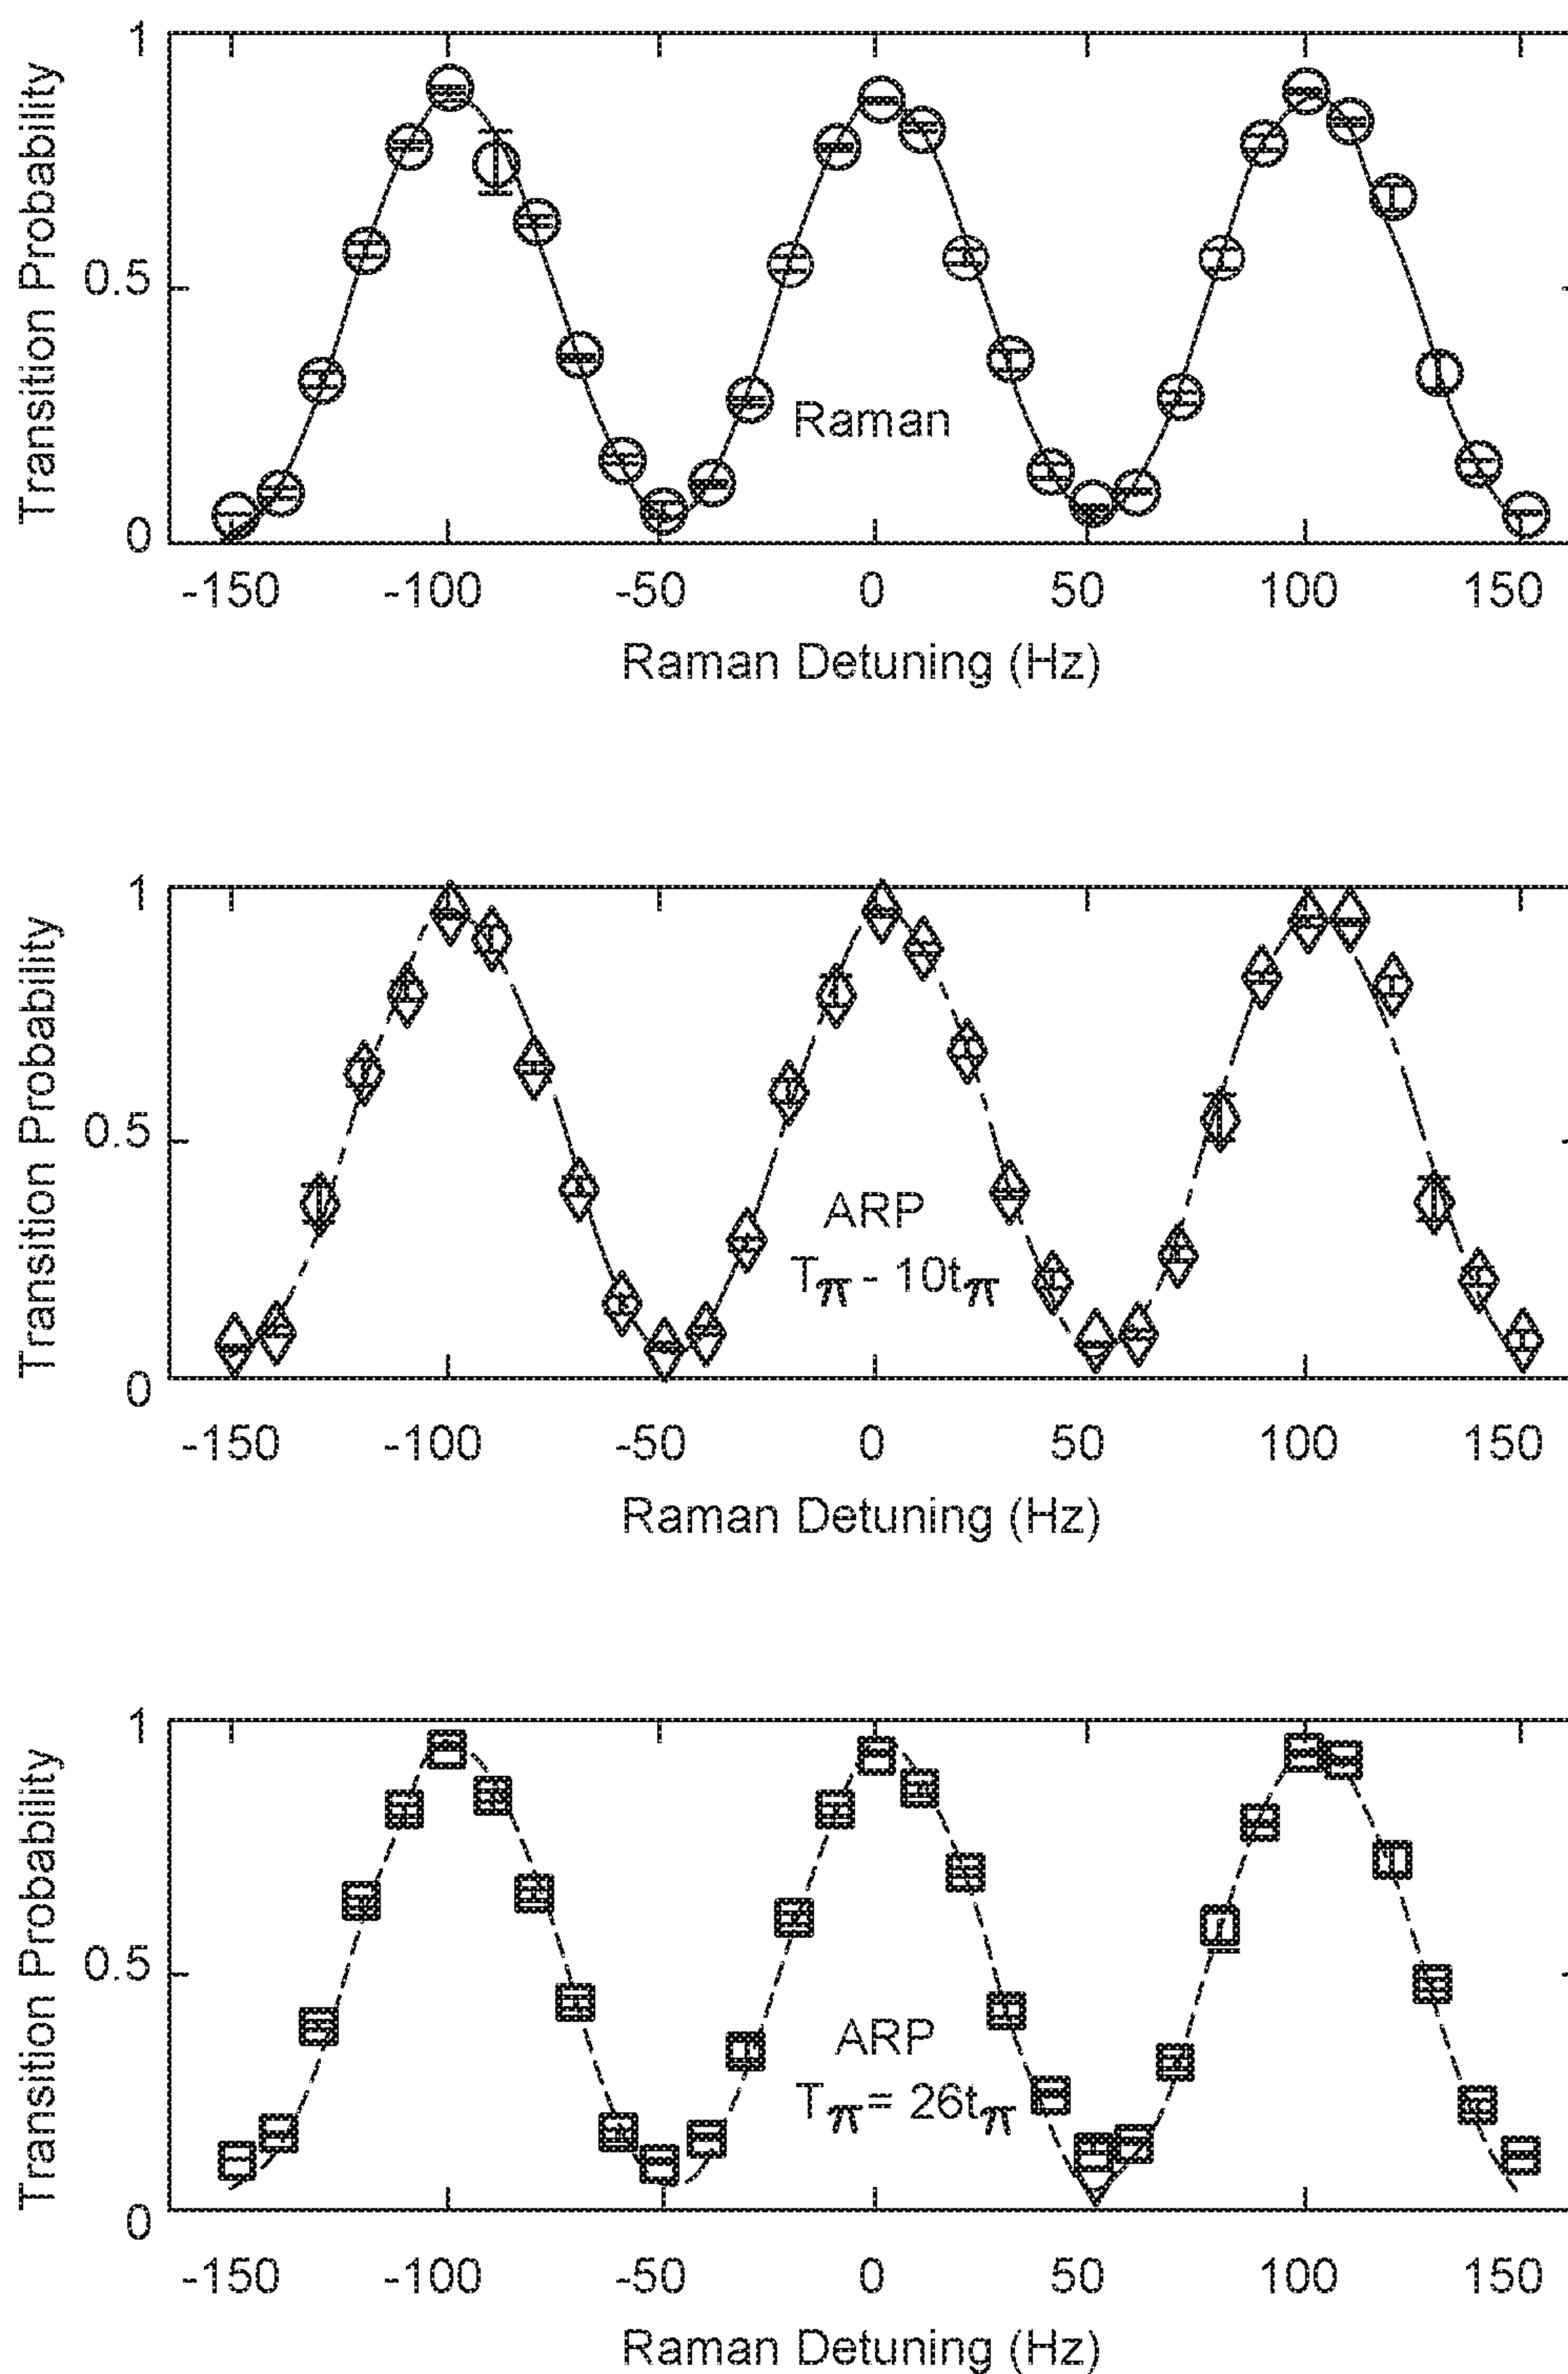 Transition Probability
1
0.5
0
Raman
-150 -100 -50 0 50 100 150
Raman Detuning (Hz)
Transition Probability
1
0.5
0
ARP
Tπ - 10tπ
-150 -100 -50 0 50 100 150
Raman Detuning (Hz)
Transition Probability
1
0.5
0
ARP
Tπ = 26tπ
-150 -100 -50 0 50 100 150
Raman Detuning (Hz)